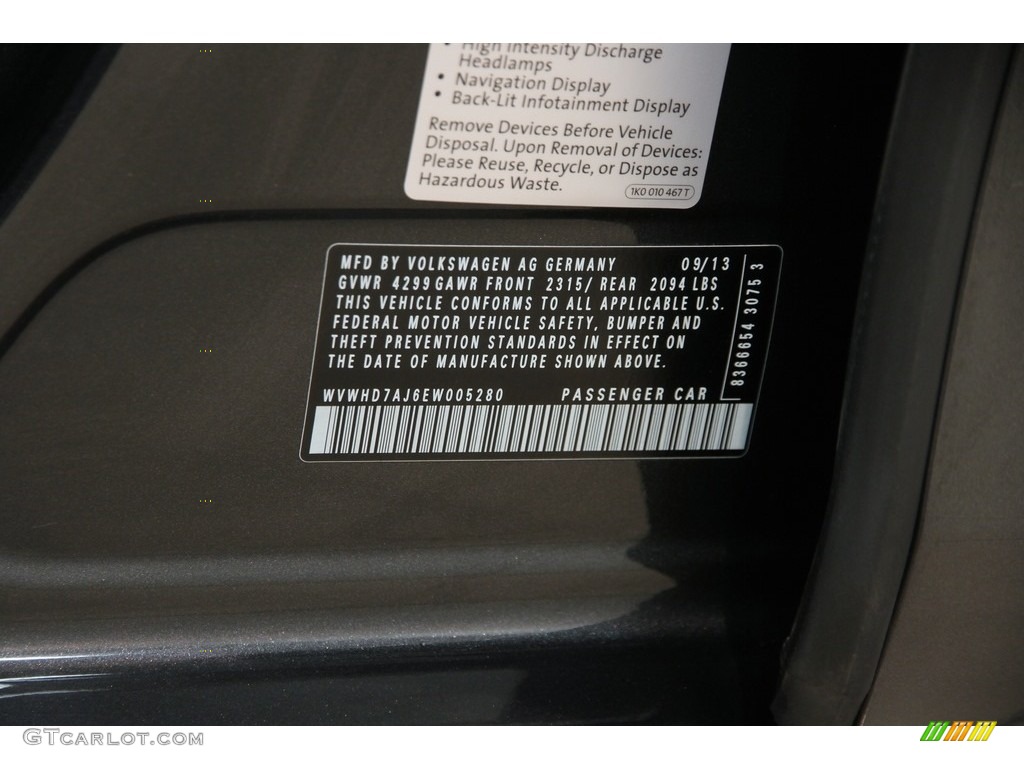 • High Intensity Discharge
Headlamps
• Navigation Display
• Back-Lit Infotainment Display
Remove Devices Before Vehicle
Disposal. Upon Removal of Devices:
Please Reuse, Recycle, or Dispose as
Hazardous Waste.
1K0 010 467 T
MFD BY VOLKSWAGEN AG GERMANY 09/13
GVWR 4299 GAWR FRONT 2315/ REAR 2094 LBS
THIS VEHICLE CONFORMS TO ALL APPLICABLE U.S.
FEDERAL MOTOR VEHICLE SAFETY, BUMPER AND
THEFT PREVENTION STANDARDS IN EFFECT ON
THE DATE OF MANUFACTURE SHOWN ABOVE.
WVWHD7AJ6EW005280 PASSENGER CAR
8366654 3075 3
GTcarlot.com